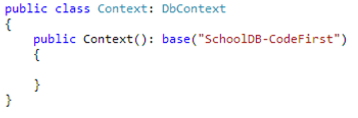 public class Context: DbContext
{
    public Context(): base("SchoolDB-CodeFirst")
    {
    }
}